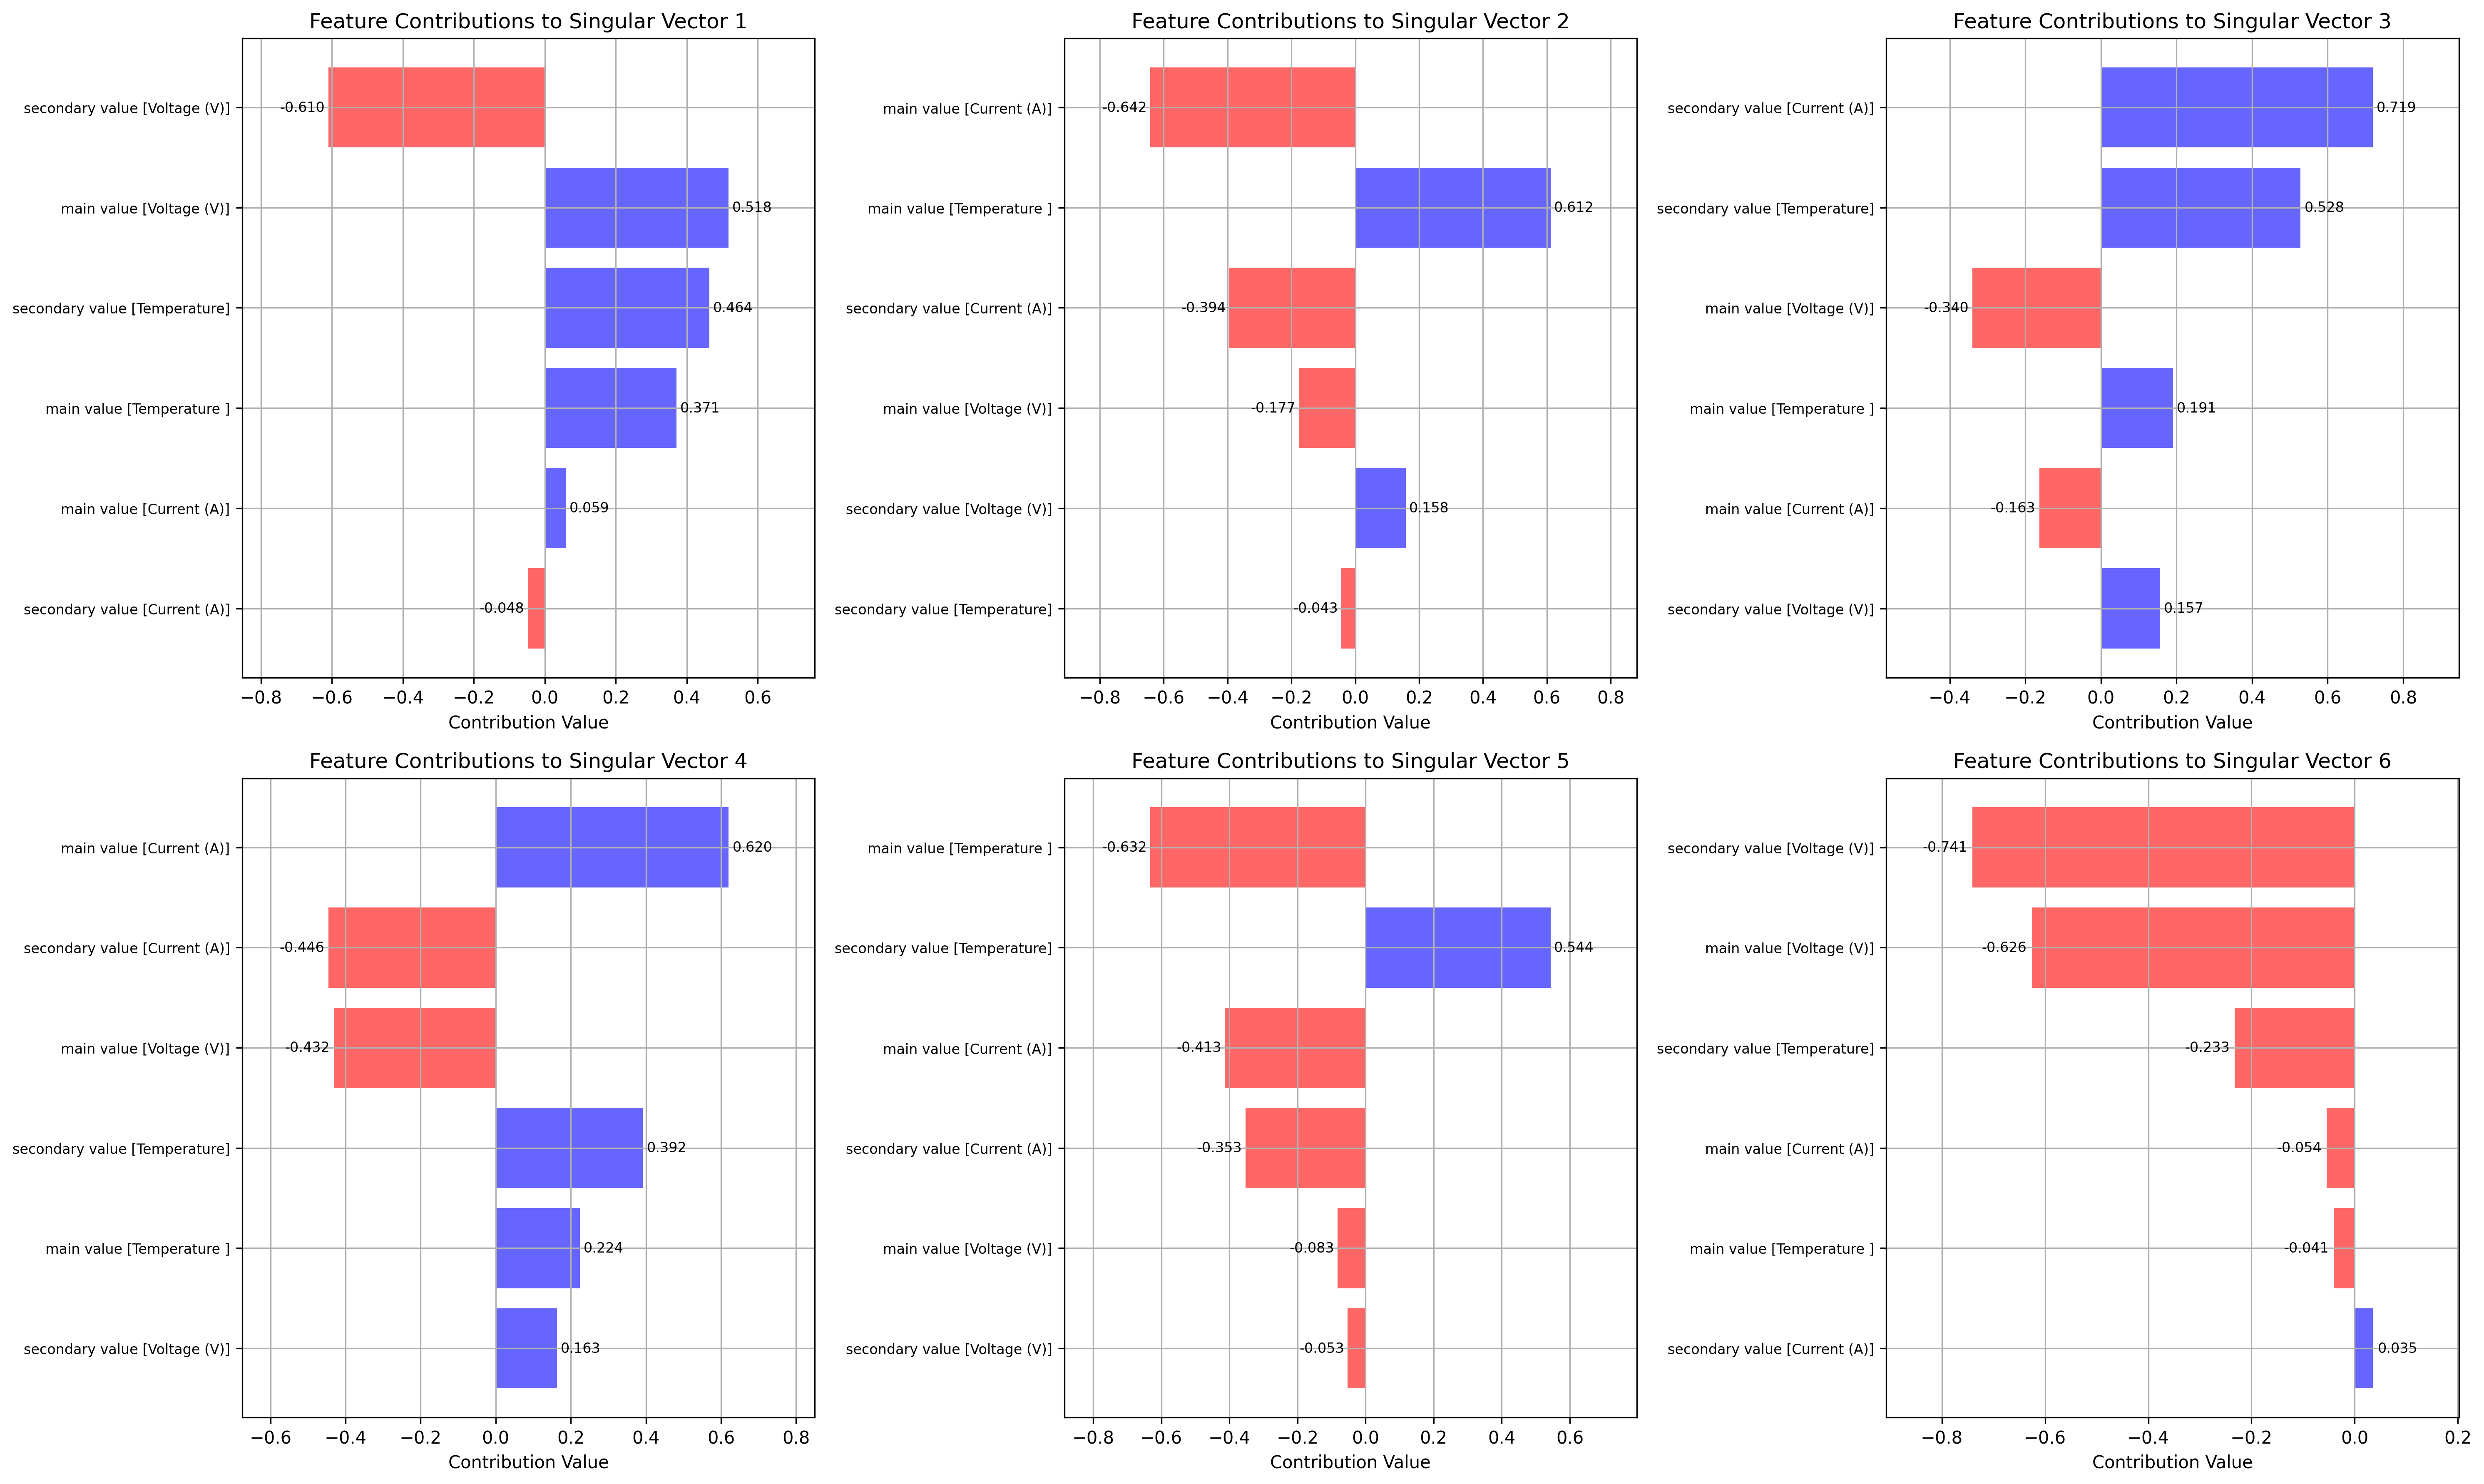 Feature Contributions to Singular Vector 1
secondary value [Voltage (V)]
-0.610
main value [Voltage (V)]
0.518
secondary value [Temperature]
0.464
main value [Temperature ]
0.371
main value [Current (A)]
0.059
secondary value [Current (A)]
-0.048
−0.8 −0.6 −0.4 −0.2 0.0 0.2 0.4 0.6
Contribution Value
Feature Contributions to Singular Vector 2
main value [Current (A)]
-0.642
main value [Temperature ]
0.612
secondary value [Current (A)]
-0.394
main value [Voltage (V)]
-0.177
secondary value [Voltage (V)]
0.158
secondary value [Temperature]
-0.043
−0.8 −0.6 −0.4 −0.2 0.0 0.2 0.4 0.6 0.8
Contribution Value
Feature Contributions to Singular Vector 3
secondary value [Current (A)]
0.719
secondary value [Temperature]
0.528
main value [Voltage (V)]
-0.340
main value [Temperature ]
0.191
main value [Current (A)]
-0.163
secondary value [Voltage (V)]
0.157
−0.4 −0.2 0.0 0.2 0.4 0.6 0.8
Contribution Value
Feature Contributions to Singular Vector 4
main value [Current (A)]
0.620
secondary value [Current (A)]
-0.446
main value [Voltage (V)]
-0.432
secondary value [Temperature]
0.392
main value [Temperature ]
0.224
secondary value [Voltage (V)]
0.163
−0.6 −0.4 −0.2 0.0 0.2 0.4 0.6 0.8
Contribution Value
Feature Contributions to Singular Vector 5
main value [Temperature ]
-0.632
secondary value [Temperature]
0.544
main value [Current (A)]
-0.413
secondary value [Current (A)]
-0.353
main value [Voltage (V)]
-0.083
secondary value [Voltage (V)]
-0.053
−0.8 −0.6 −0.4 −0.2 0.0 0.2 0.4 0.6
Contribution Value
Feature Contributions to Singular Vector 6
secondary value [Voltage (V)]
-0.741
main value [Voltage (V)]
-0.626
secondary value [Temperature]
-0.233
main value [Current (A)]
-0.054
main value [Temperature ]
-0.041
secondary value [Current (A)]
0.035
−0.8 −0.6 −0.4 −0.2 0.0 0.2
Contribution Value